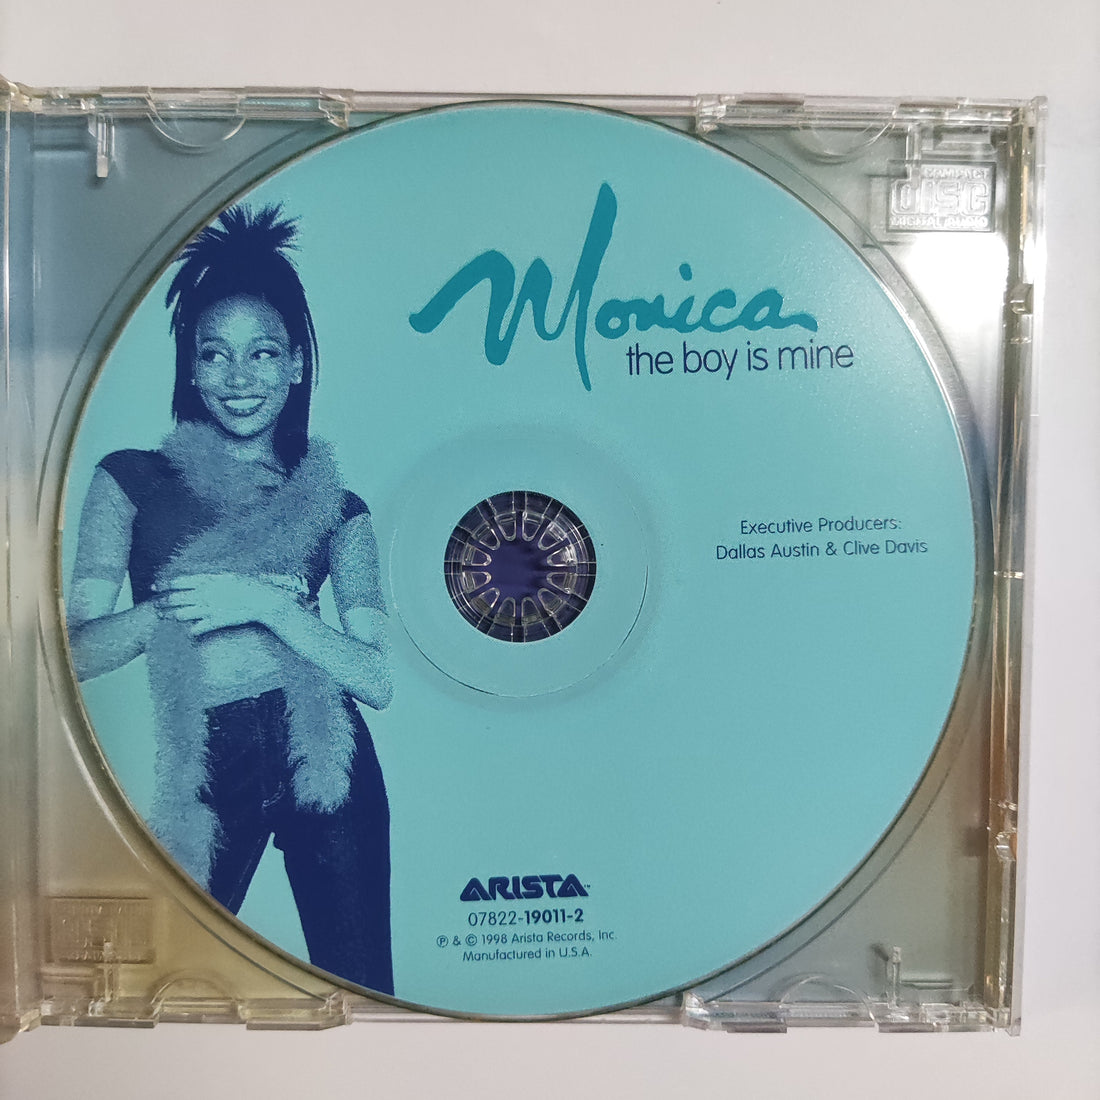 COMPACT
disc
DIGITAL AUDIO
Monica
the boy is mine
Executive Producers:
Dallas Austin & Clive Davis
ARISTA™
07822-19011-2
℗ & © 1998 Arista Records, Inc.
Manufactured in U.S.A.